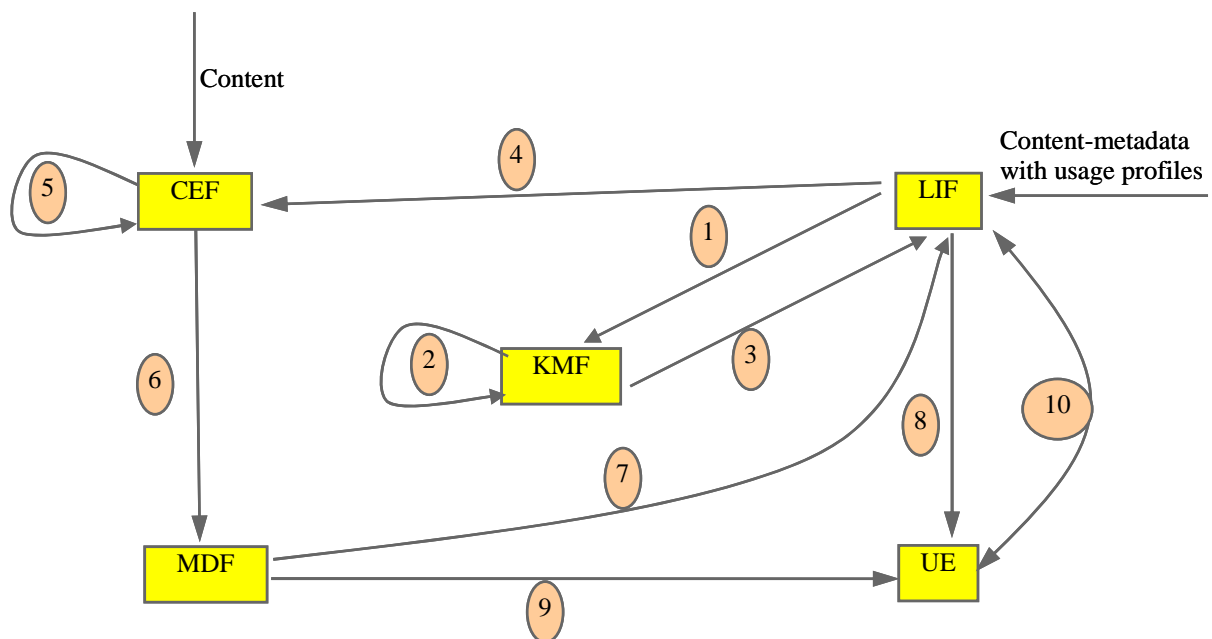 Content
Content-metadata
with usage profiles
4
5
CEF
LIF
1
2
KMF
3
6
10
8
7
MDF
UE
9